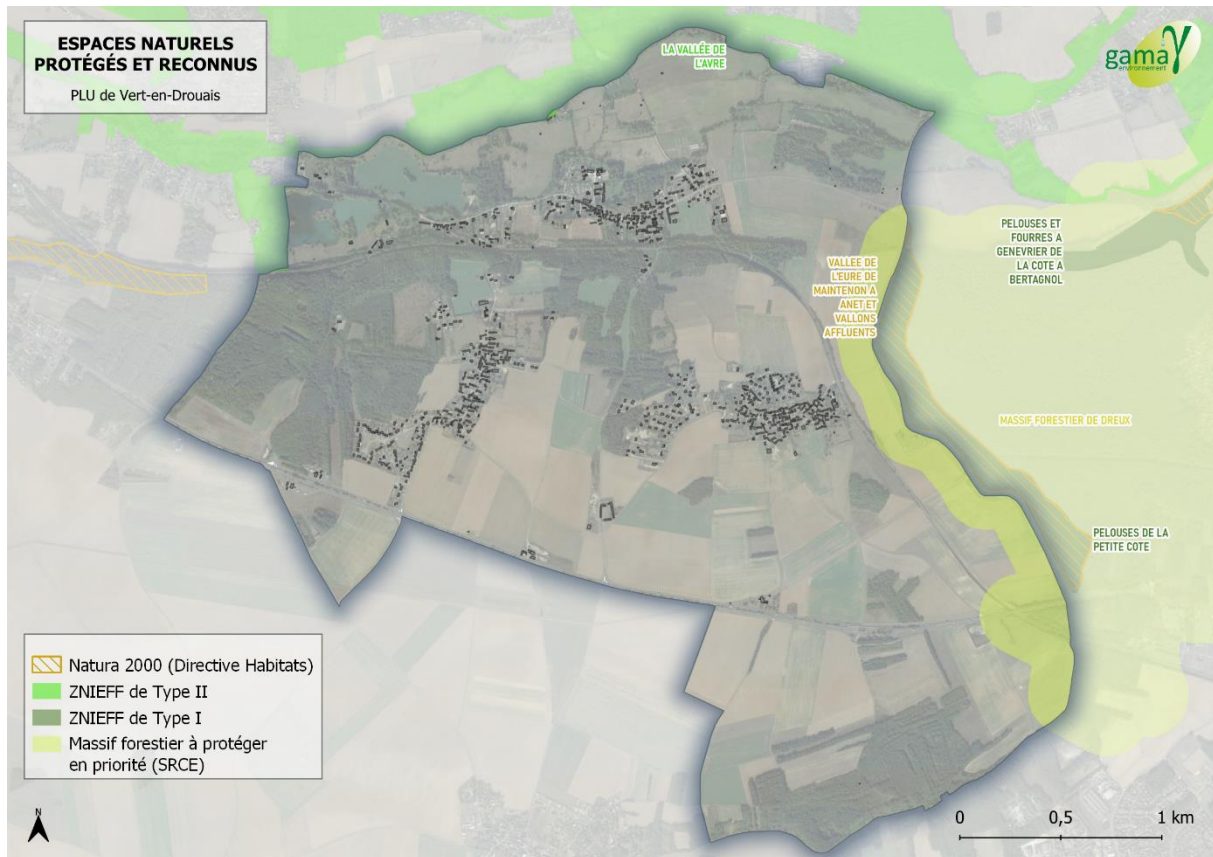 ESPACES NATURELS
PROTÉGÉS ET RECONNUS
PLU de Vert-en-Drouais
LA VALLÉE DE
L'AVRE
gama
environnement
PELOUSES ET
FOURRES A
GENEVRIER DE
LA COTE A
BERTAGNOL
VALLEE DE
L'EURE DE
MAINTENON A
ANET ET
VALLONS
AFFLUENTS
MASSIF FORESTIER DE DREUX
PELOUSES DE LA
PETITE COTE
Natura 2000 (Directive Habitats)
ZNIEFF de Type II
ZNIEFF de Type I
Massif forestier à protéger
en priorité (SRCE)
N
0 0,5 1 km